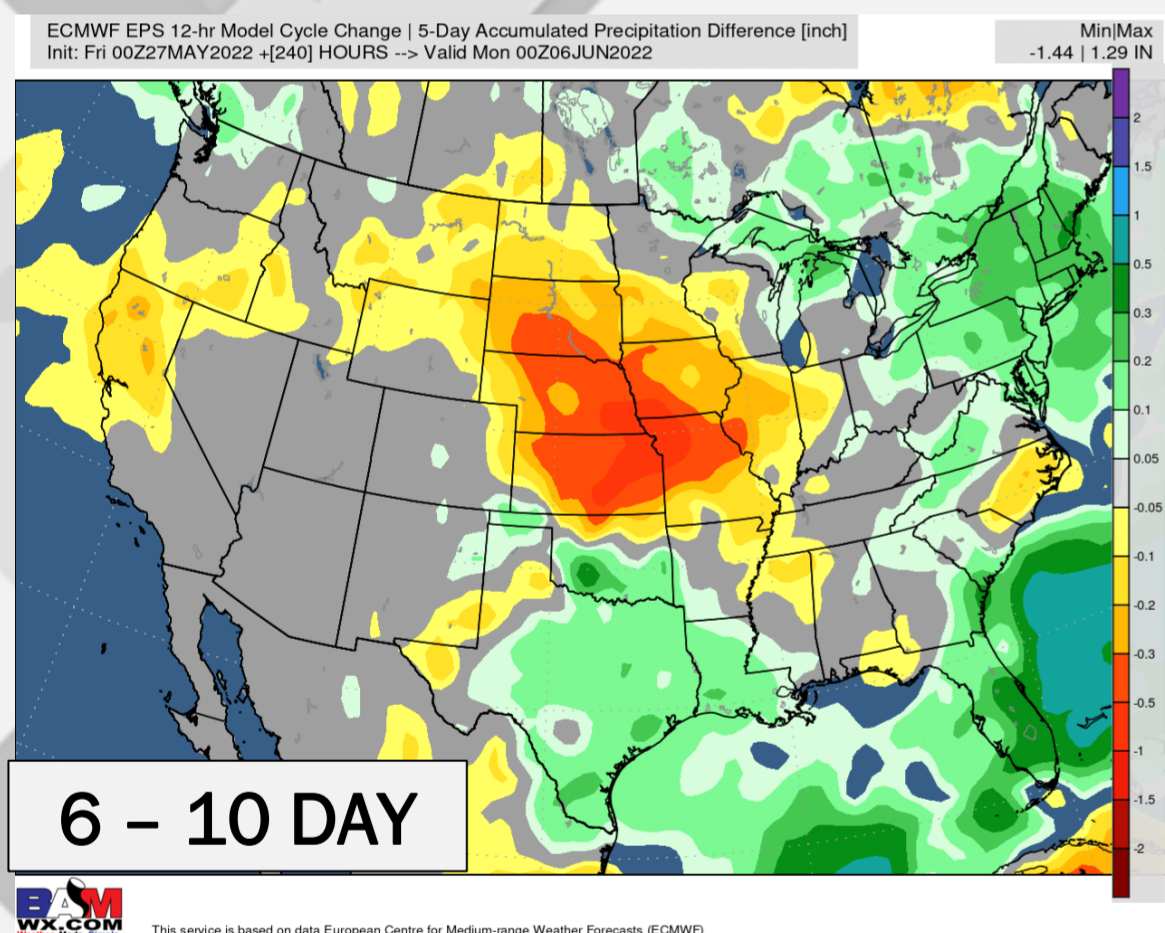 ECMWF EPS 12-hr Model Cycle Change | 5-Day Accumulated Precipitation Difference [inch]
Init: Fri 00Z27MAY2022 +[240] HOURS --> Valid Mon 00Z06JUN2022
Min|Max
-1.44 | 1.29 IN
2
1.5
1
0.5
0.3
0.2
0.1
0.05
-0.05
-0.1
-0.2
-0.3
-0.5
-1
-1.5
-2
6 – 10 DAY
BAM
WX.COM
This service is based on data European Centre for Medium-range Weather Forecasts (ECMWF)